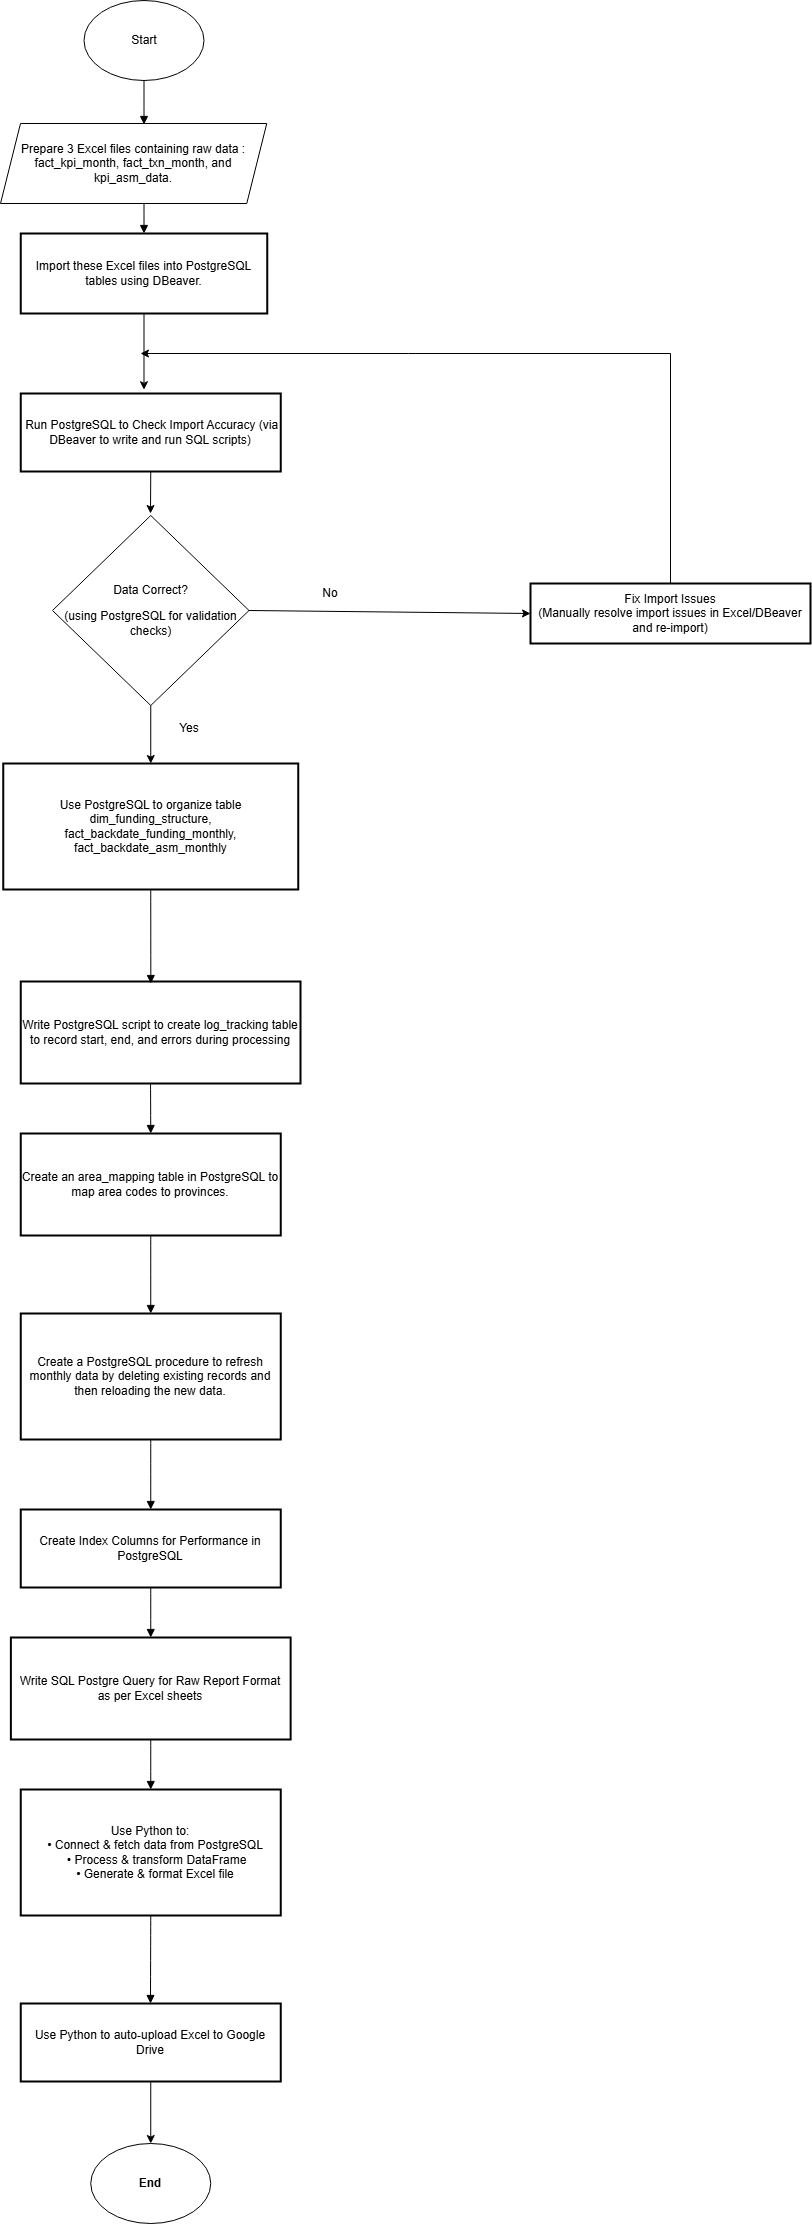 Start
Prepare 3 Excel files containing raw data :
fact_kpi_month, fact_txn_month, and
kpi_asm_data.
Import these Excel files into PostgreSQL
tables using DBeaver.
Run PostgreSQL to Check Import Accuracy (via
DBeaver to write and run SQL scripts)
Data Correct?
(using PostgreSQL for validation
checks)
No
Fix Import Issues
(Manually resolve import issues in Excel/DBeaver
and re-import)
Yes
Use PostgreSQL to organize table
dim_funding_structure,
fact_backdate_funding_monthly,
fact_backdate_asm_monthly
Write PostgreSQL script to create log_tracking table
to record start, end, and errors during processing
Create an area_mapping table in PostgreSQL to
map area codes to provinces.
Create a PostgreSQL procedure to refresh
monthly data by deleting existing records and
then reloading the new data.
Create Index Columns for Performance in
PostgreSQL
Write SQL Postgre Query for Raw Report Format
as per Excel sheets
Use Python to:
• Connect & fetch data from PostgreSQL
• Process & transform DataFrame
• Generate & format Excel file
Use Python to auto-upload Excel to Google
Drive
End